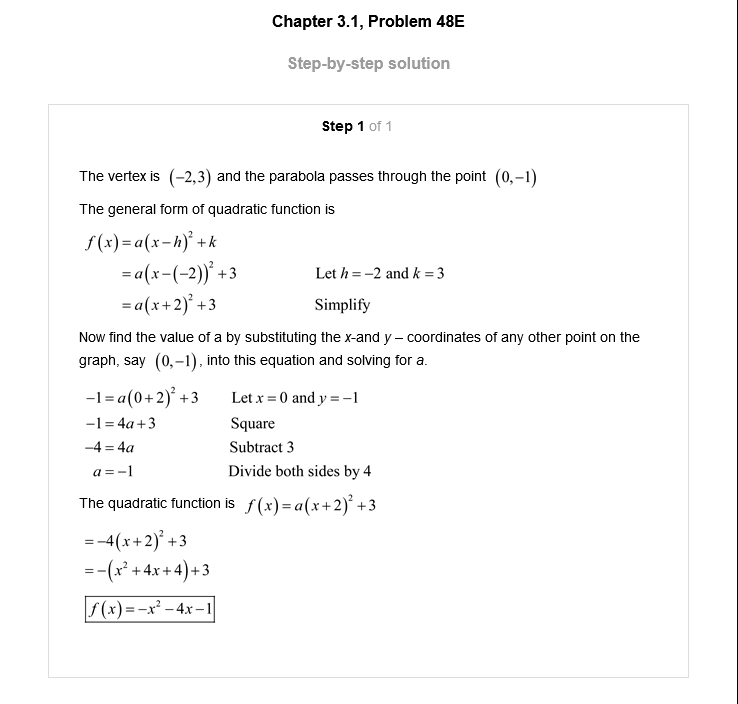 Chapter 3.1, Problem 48E
Step-by-step solution
Step 1 of 1
The vertex is (−2,3) and the parabola passes through the point (0,−1)
The general form of quadratic function is
f(x)=a(x−h)²+k
=a(x−(−2))²+3 Let h=−2 and k=3
=a(x+2)²+3 Simplify
Now find the value of a by substituting the x-and y – coordinates of any other point on the
graph, say (0,−1), into this equation and solving for a.
−1=a(0+2)²+3 Let x=0 and y=−1
−1=4a+3 Square
−4=4a Subtract 3
a=−1 Divide both sides by 4
The quadratic function is f(x)=a(x+2)²+3
=−4(x+2)²+3
=−(x²+4x+4)+3
f(x)=−x²−4x−1